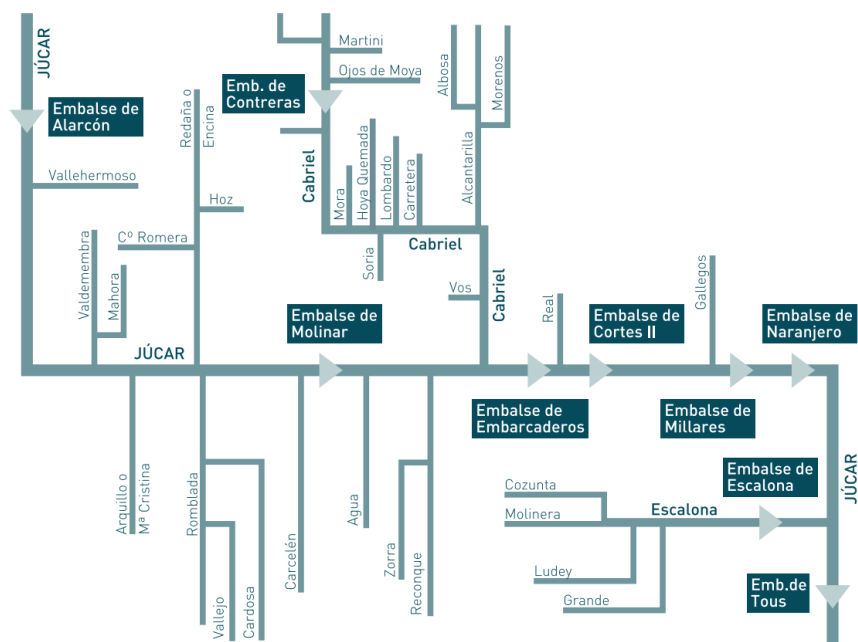 JÚCAR
Embalse de
Alarcón
Vallehermoso
Redaña o
Encina
Hoz
Cº Romera
Valdemembra
Mahora
JÚCAR
Martini
Ojos de Moya
Emb. de
Contreras
Cabriel
Mora
Hoya Quemada
Lombardo
Carretera
Soria
Cabriel
Albosa
Morenos
Alcantarilla
Vos
Cabriel
Embalse de
Molinar
Real
Embalse de
Cortes II
Gallegos
Embalse de
Naranjero
Embalse de
Embarcaderos
Embalse de
Millares
JÚCAR
Arquillo o
Mª Cristina
Romblada
Vallejo
Cardosa
Carcelén
Agua
Zorra
Reconque
Embalse de
Escalona
Cozunta
Molinera
Escalona
Ludey
Grande
Emb.de
Tous